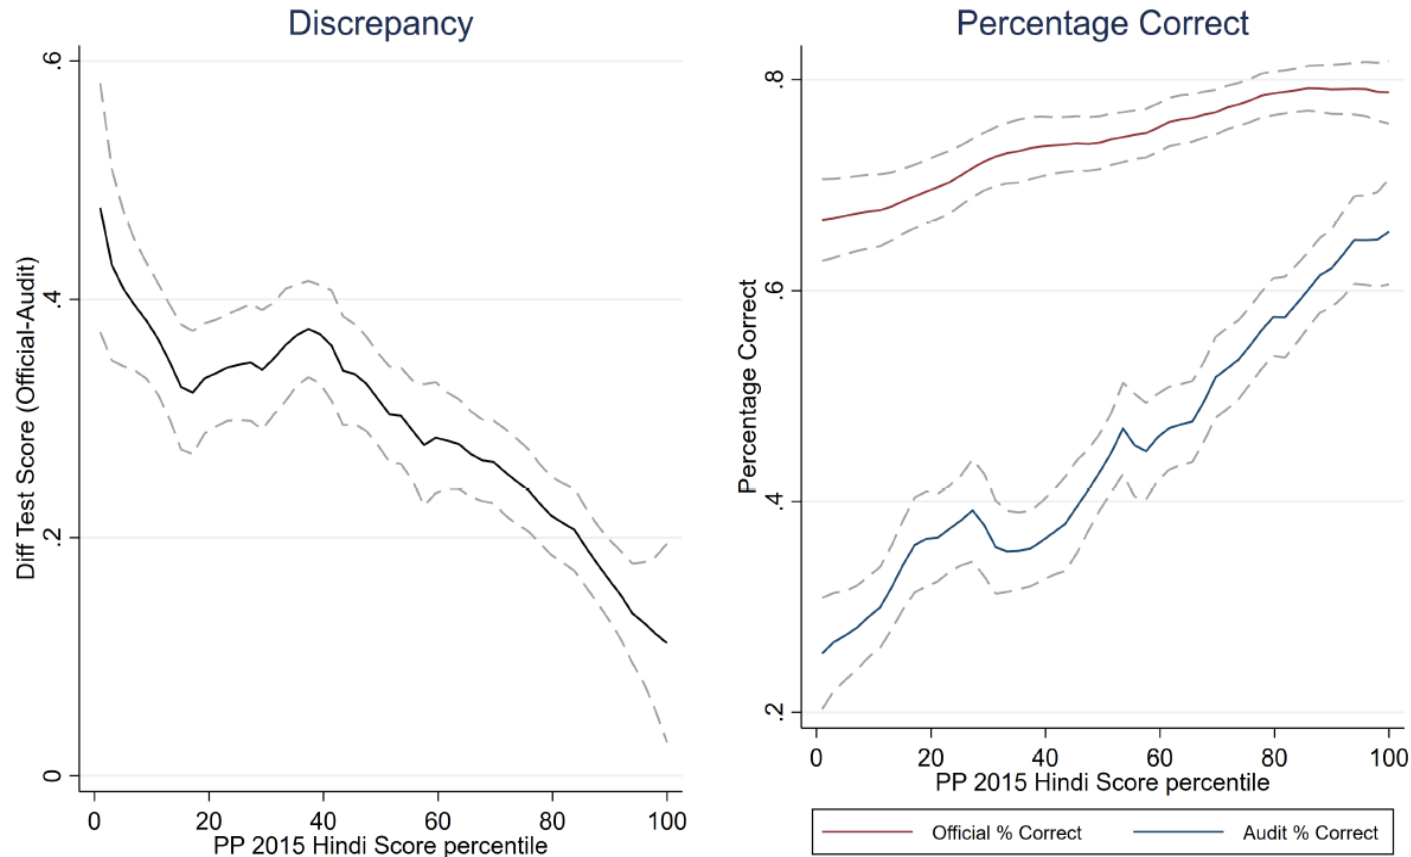 Discrepancy
Diff Test Score (Official-Audit)
.6
.4
.2
0
0 20 40 60 80 100
PP 2015 Hindi Score percentile
Percentage Correct
Percentage Correct
.8
.6
.4
.2
0 20 40 60 80 100
PP 2015 Hindi Score percentile
Official % Correct Audit % Correct